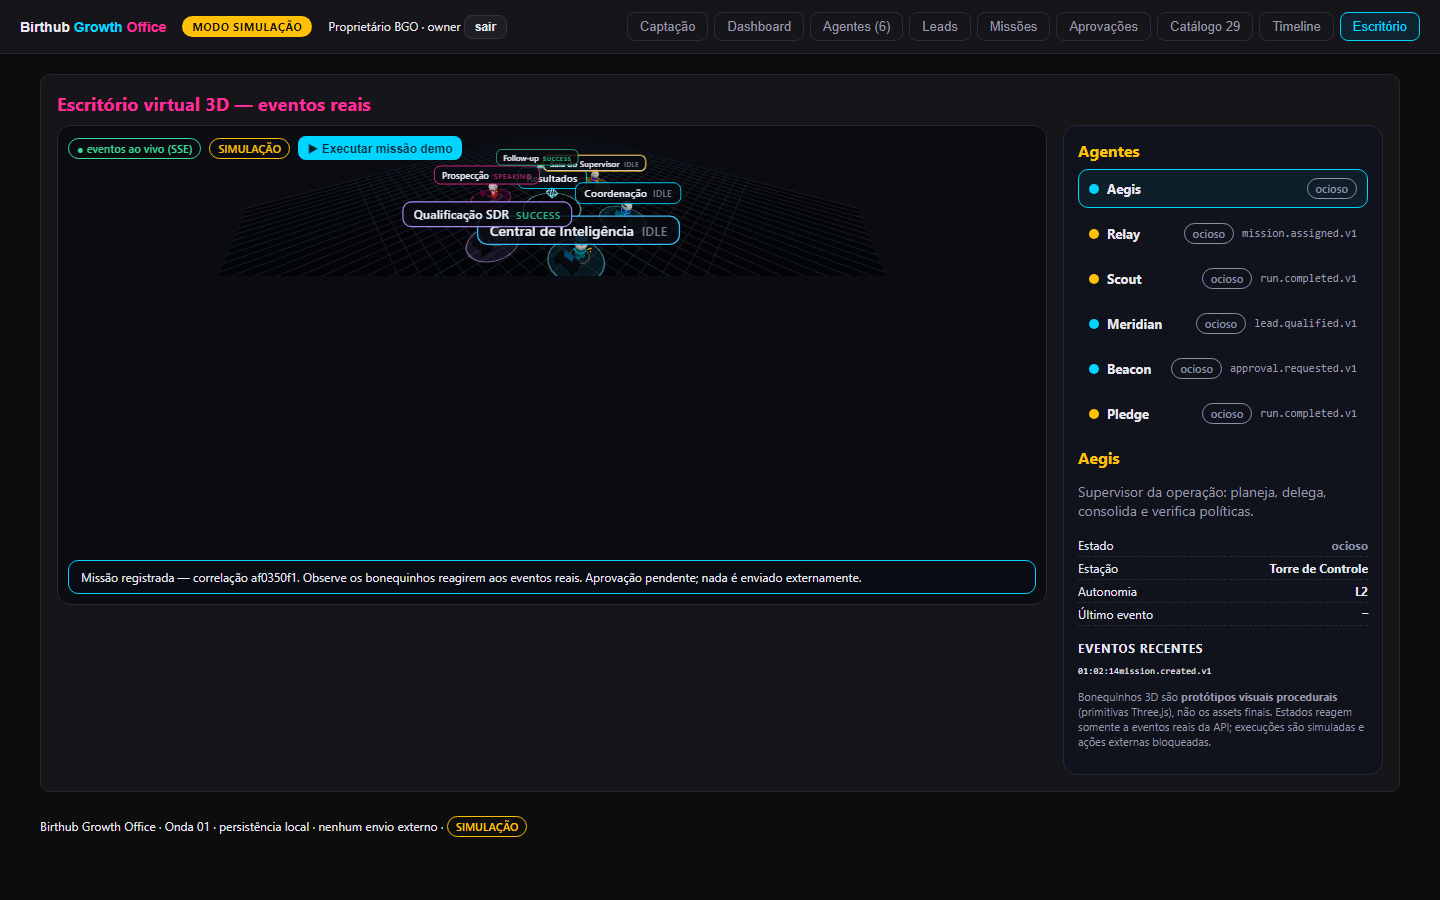 Birthub Growth Office MODO SIMULAÇÃO Proprietário BGO · owner sair Captação Dashboard Agentes (6) Leads Missões Aprovações Catálogo 29 Timeline Escritório
Escritório virtual 3D — eventos reais
● eventos ao vivo (SSE) SIMULAÇÃO ▶ Executar missão demo
Follow-up SUCCESS
Supervisor IDLE
Prospecção SPEAKING
Coordenação IDLE
Qualificação SDR SUCCESS
Central de Inteligência IDLE
Missão registrada — correlação af0350f1. Observe os bonequinhos reagirem aos eventos reais. Aprovação pendente; nada é enviado externamente.
Agentes
Aegis ocioso
Relay ocioso mission.assigned.v1
Scout ocioso run.completed.v1
Meridian ocioso lead.qualified.v1
Beacon ocioso approval.requested.v1
Pledge ocioso run.completed.v1
Aegis
Supervisor da operação: planeja, delega,
consolida e verifica políticas.
Estado ocioso
Estação Torre de Controle
Autonomia L2
Último evento —
EVENTOS RECENTES
01:02:14mission.created.v1
Bonequinhos 3D são protótipos visuais procedurais
(primitivas Three.js), não os assets finais. Estados reagem
somente a eventos reais da API; execuções são simuladas e
ações externas bloqueadas.
Birthub Growth Office · Onda 01 · persistência local · nenhum envio externo · SIMULAÇÃO